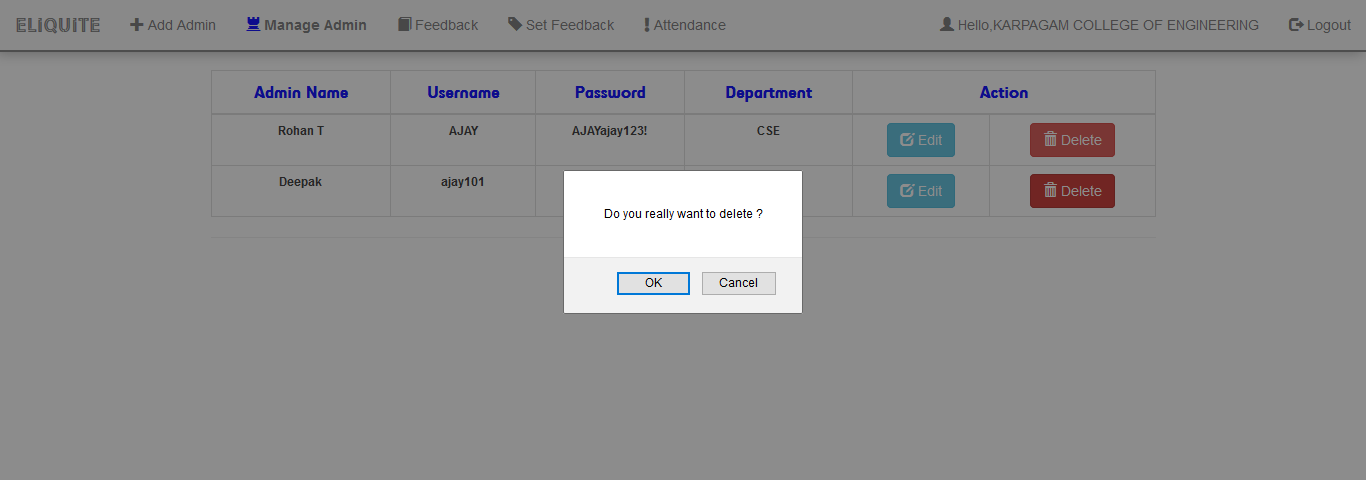 ELiQUiTE Add Admin Manage Admin Feedback Set Feedback Attendance Hello,KARPAGAM COLLEGE OF ENGINEERING Logout
Admin Name Username Password Department Action
Rohan T AJAY AJAYajay123! CSE Edit Delete
Deepak ajay101 Edit Delete
Do you really want to delete ?
OK Cancel